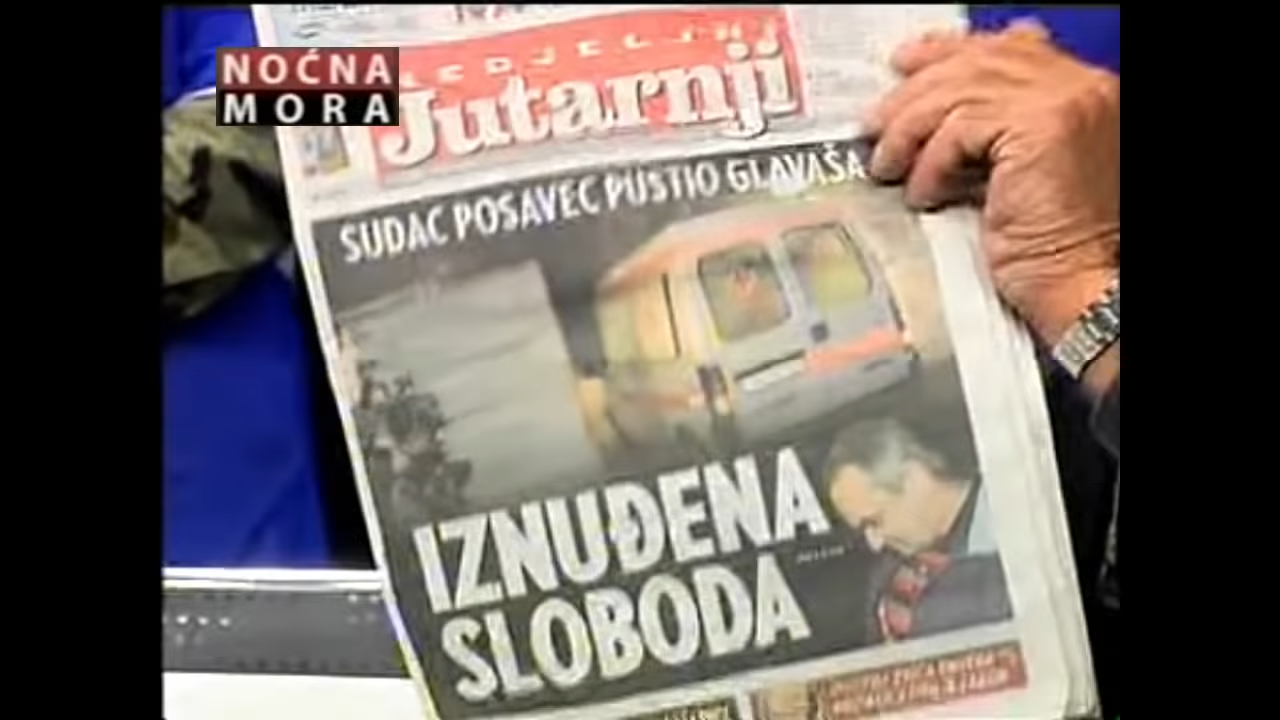 NOĆNA
MORA
NEDJELJNI
Jutarnji
SUDAC POSAVEC PUSTIO GLAVAŠA
IZNUĐENA
SLOBODA